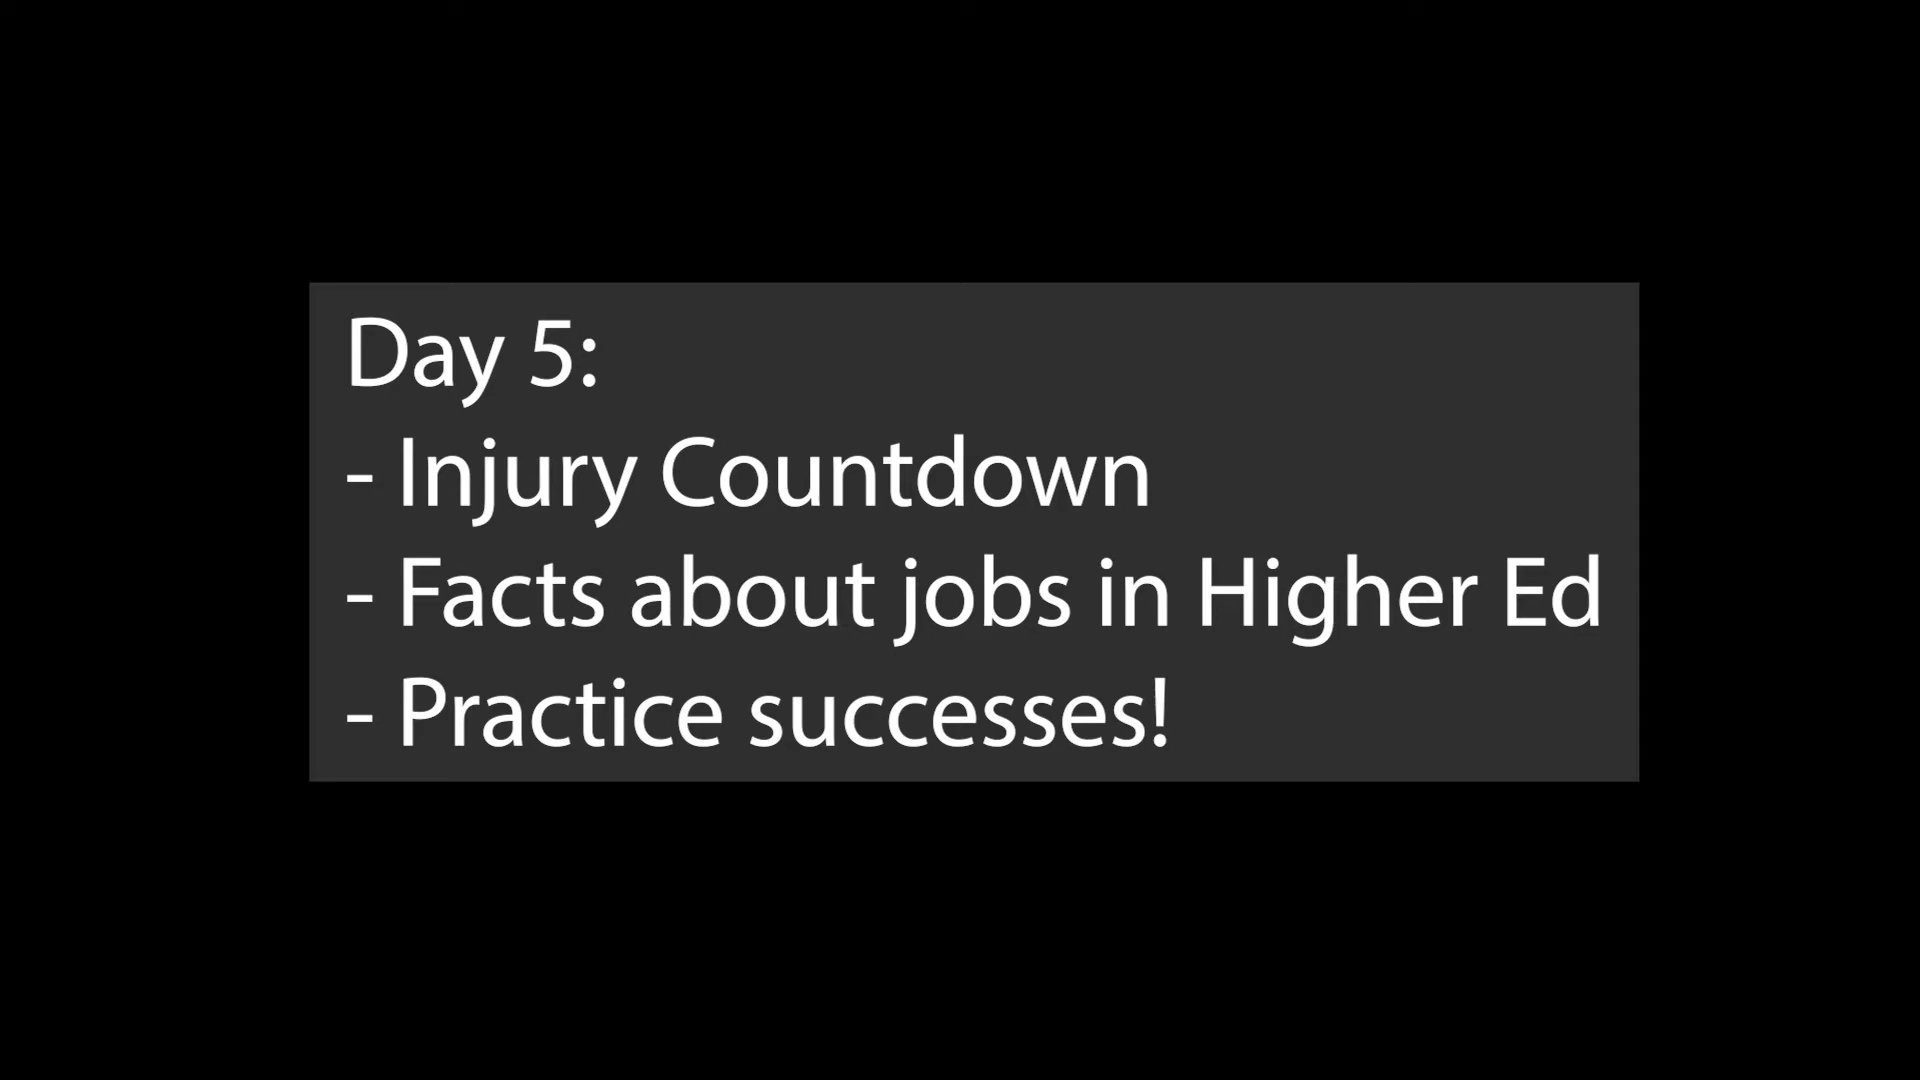 Day 5:
- Injury Countdown
- Facts about jobs in Higher Ed
- Practice successes!